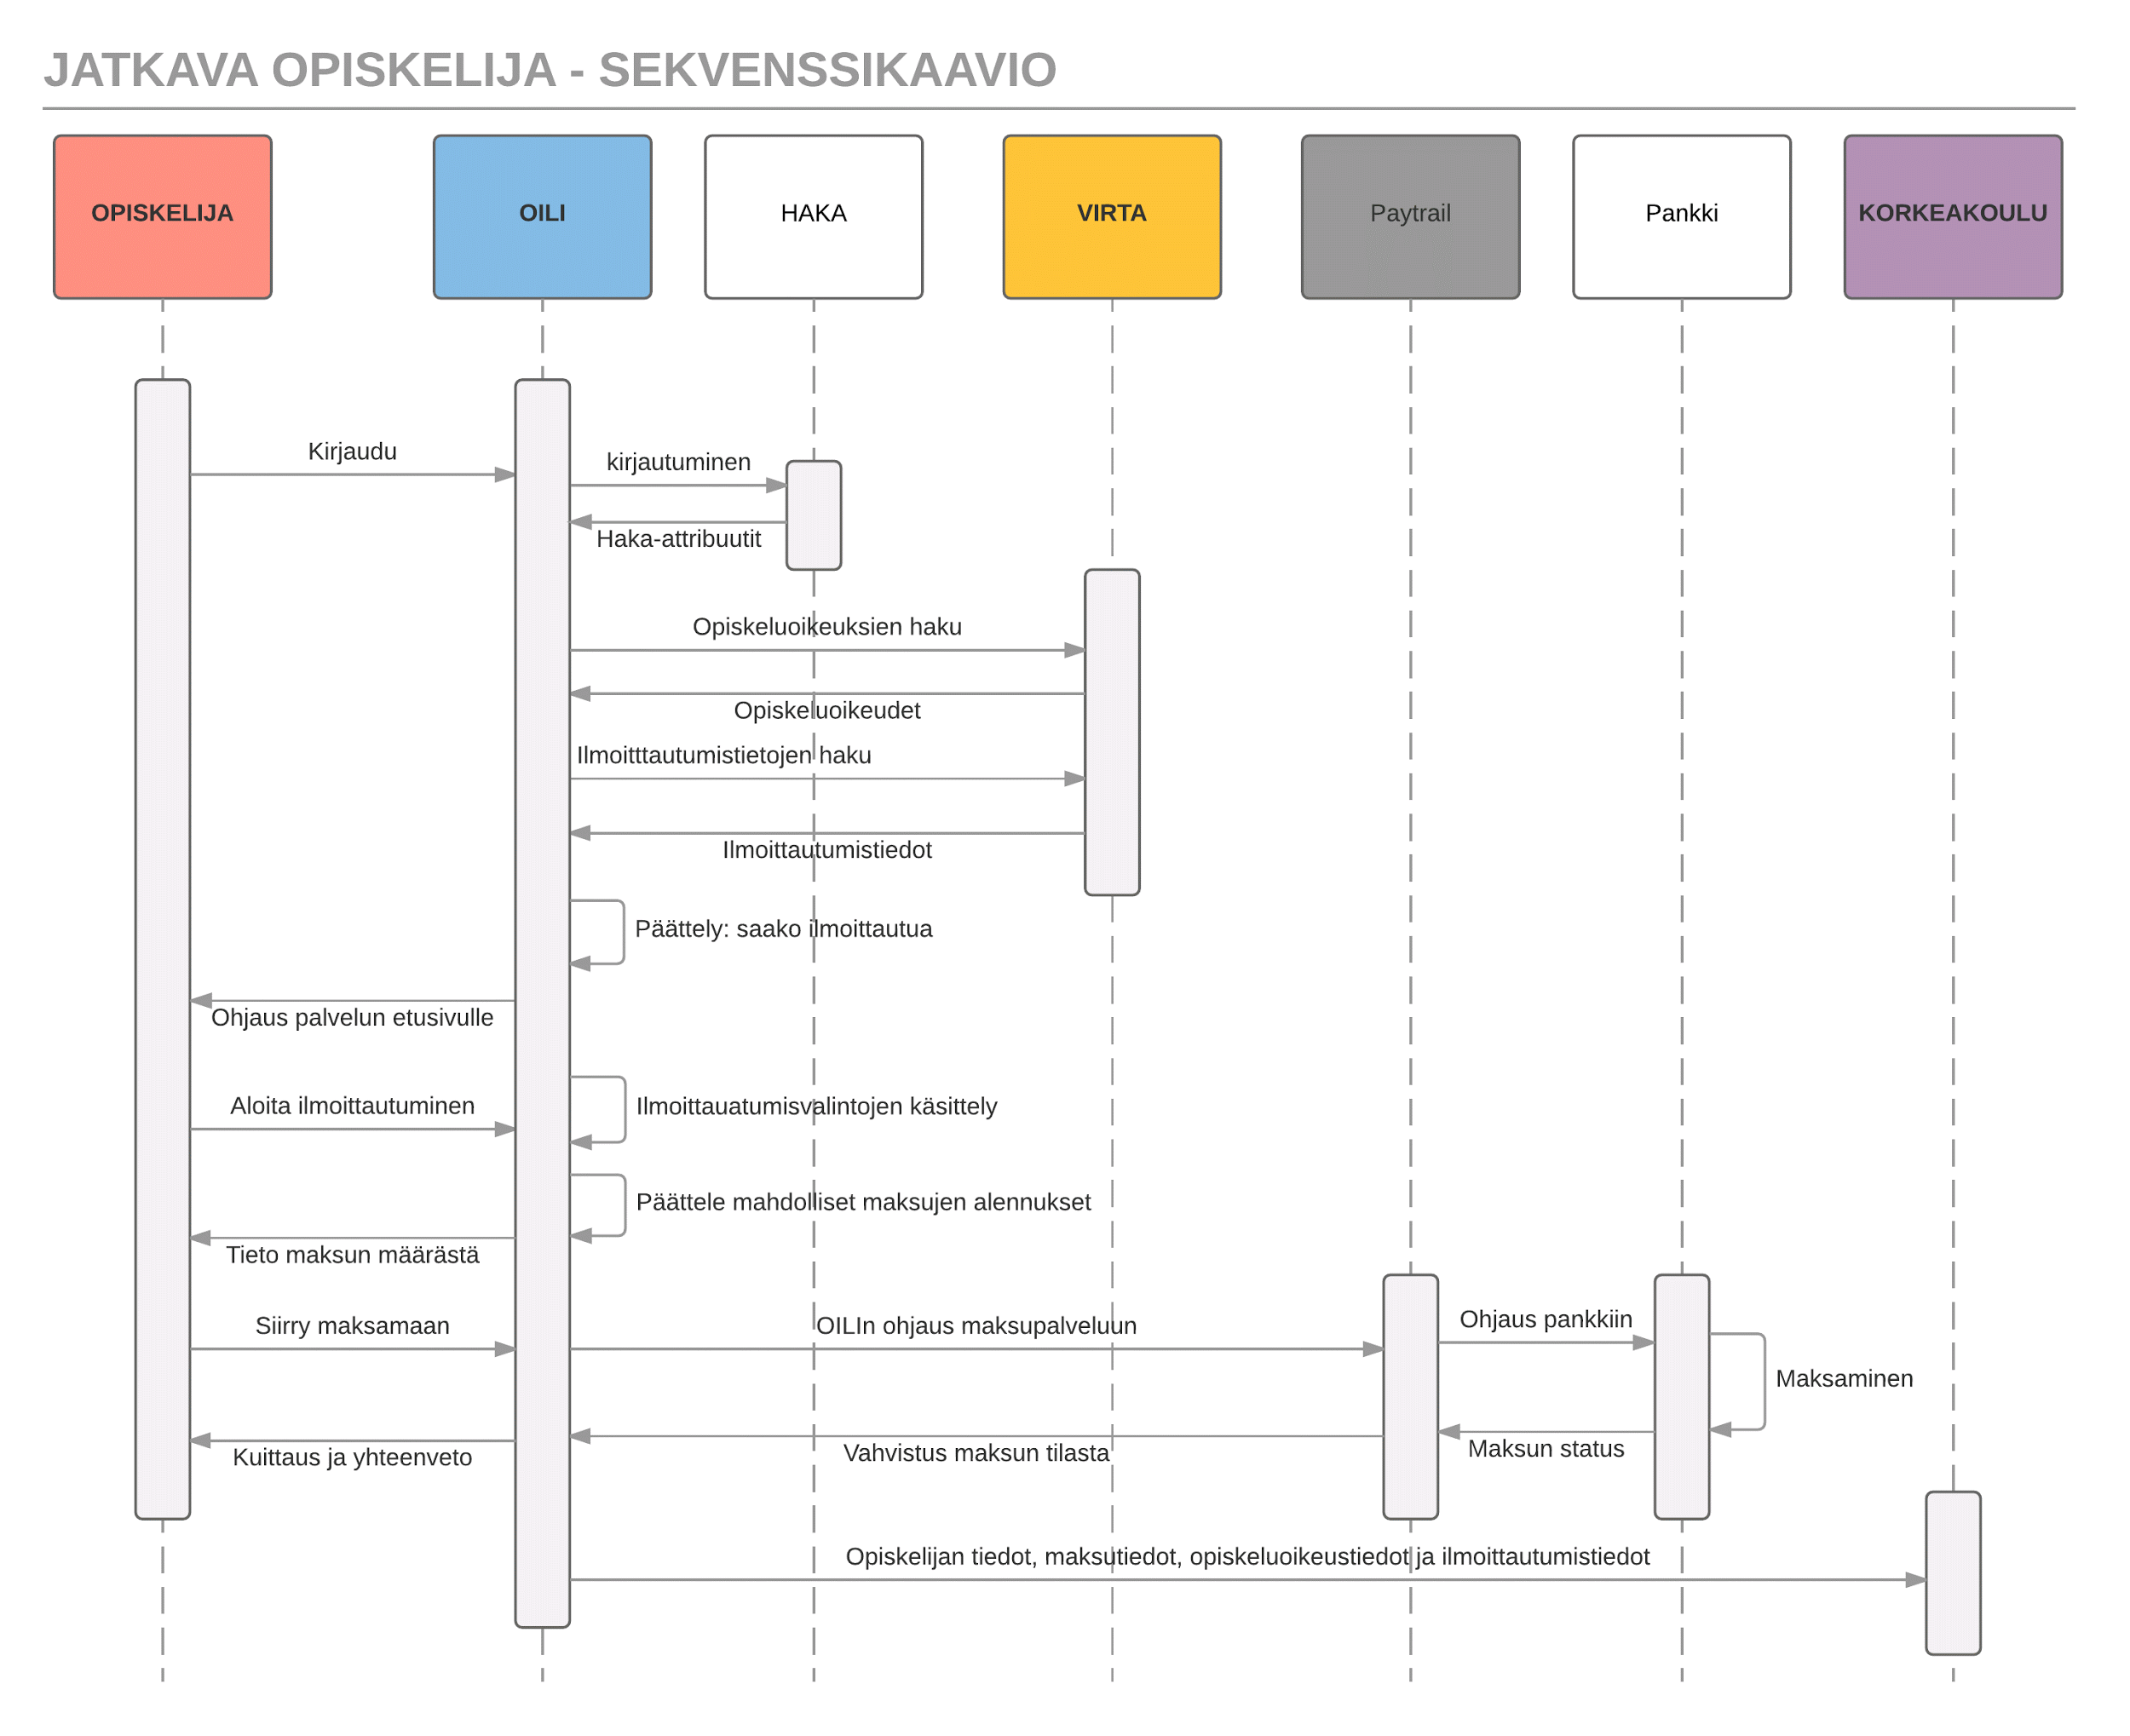 JATKAVA OPISKELIJA - SEKVENSSIKAAVIO
OPISKELIJA
OILI
HAKA
VIRTA
Paytrail
Pankki
KORKEAKOULU
Kirjaudu
kirjautuminen
Haka-attribuutit
Opiskeluoikeuksien haku
Opiskeluoikeudet
Ilmoitttautumistietojen haku
Ilmoittautumistiedot
Päättely: saako ilmoittautua
Ohjaus palvelun etusivulle
Aloita ilmoittautuminen
Ilmoittauatumisvalintojen käsittely
Päättele mahdolliset maksujen alennukset
Tieto maksun määrästä
Siirry maksamaan
OILIn ohjaus maksupalveluun
Ohjaus pankkiin
Maksaminen
Kuittaus ja yhteenveto
Vahvistus maksun tilasta
Maksun status
Opiskelijan tiedot, maksutiedot, opiskeluoikeustiedot ja ilmoittautumistiedot